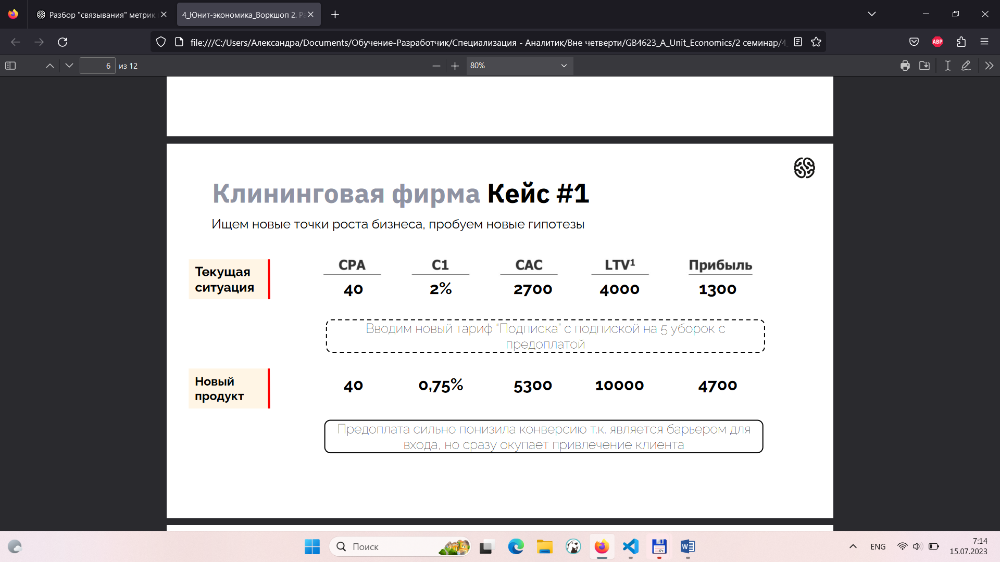 Разбор "связывания" метрик
4_Юнит-экономика_Воркшоп 2. Ра
file:///C:/Users/Александра/Documents/Обучение-Разработчик/Специализация - Аналитик/Вне четверти/GB4623_A_Unit_Economics/2 семинар/4_
ABP
6 из 12
80%
Клининговая фирма Кейс #1
Ищем новые точки роста бизнеса, пробуем новые гипотезы
Текущая
ситуация
CPA C1 CAC LTV¹ Прибыль
40 2% 2700 4000 1300
Вводим новый тариф “Подписка” с подпиской на 5 уборок с
предоплатой
Новый
продукт
40 0,75% 5300 10000 4700
Предоплата сильно понизила конверсию т.к. является барьером для
входа, но сразу окупает привлечение клиента
Поиск
64
W
ENG
7:14
15.07.2023